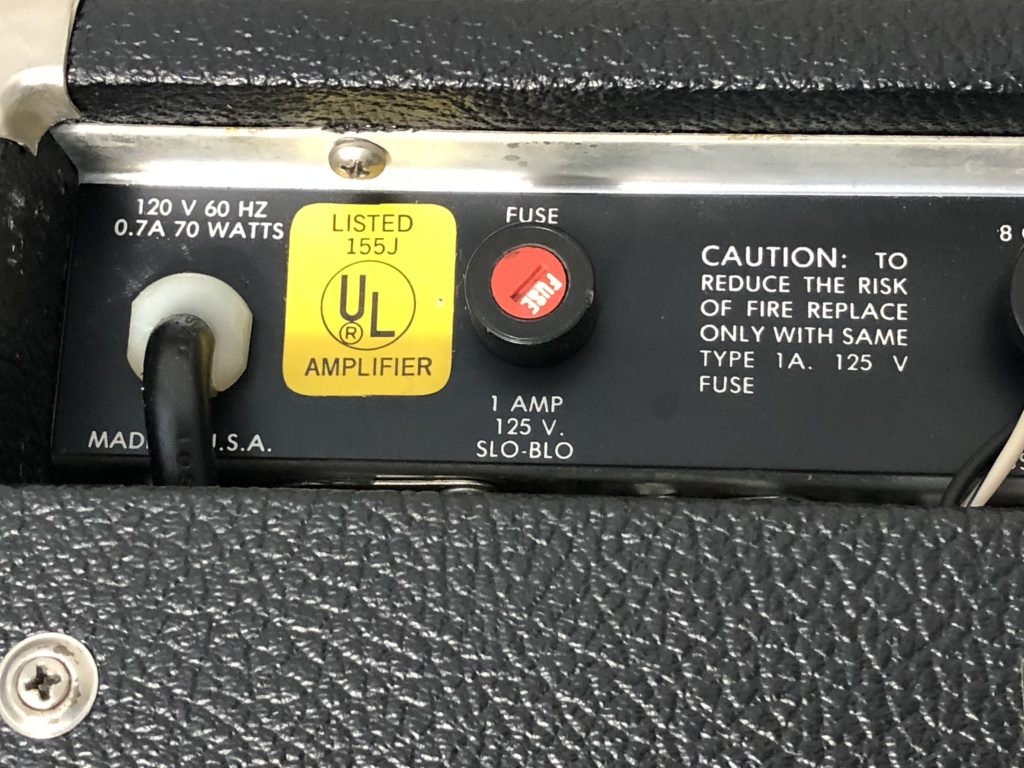 120 V 60 HZ
0.7A 70 WATTS
LISTED
155J
UL
®
AMPLIFIER
MADE U.S.A.
FUSE
FUSE
1 AMP
125 V.
SLO-BLO
CAUTION: TO
REDUCE THE RISK
OF FIRE REPLACE
ONLY WITH SAME
TYPE 1A. 125 V
FUSE
8